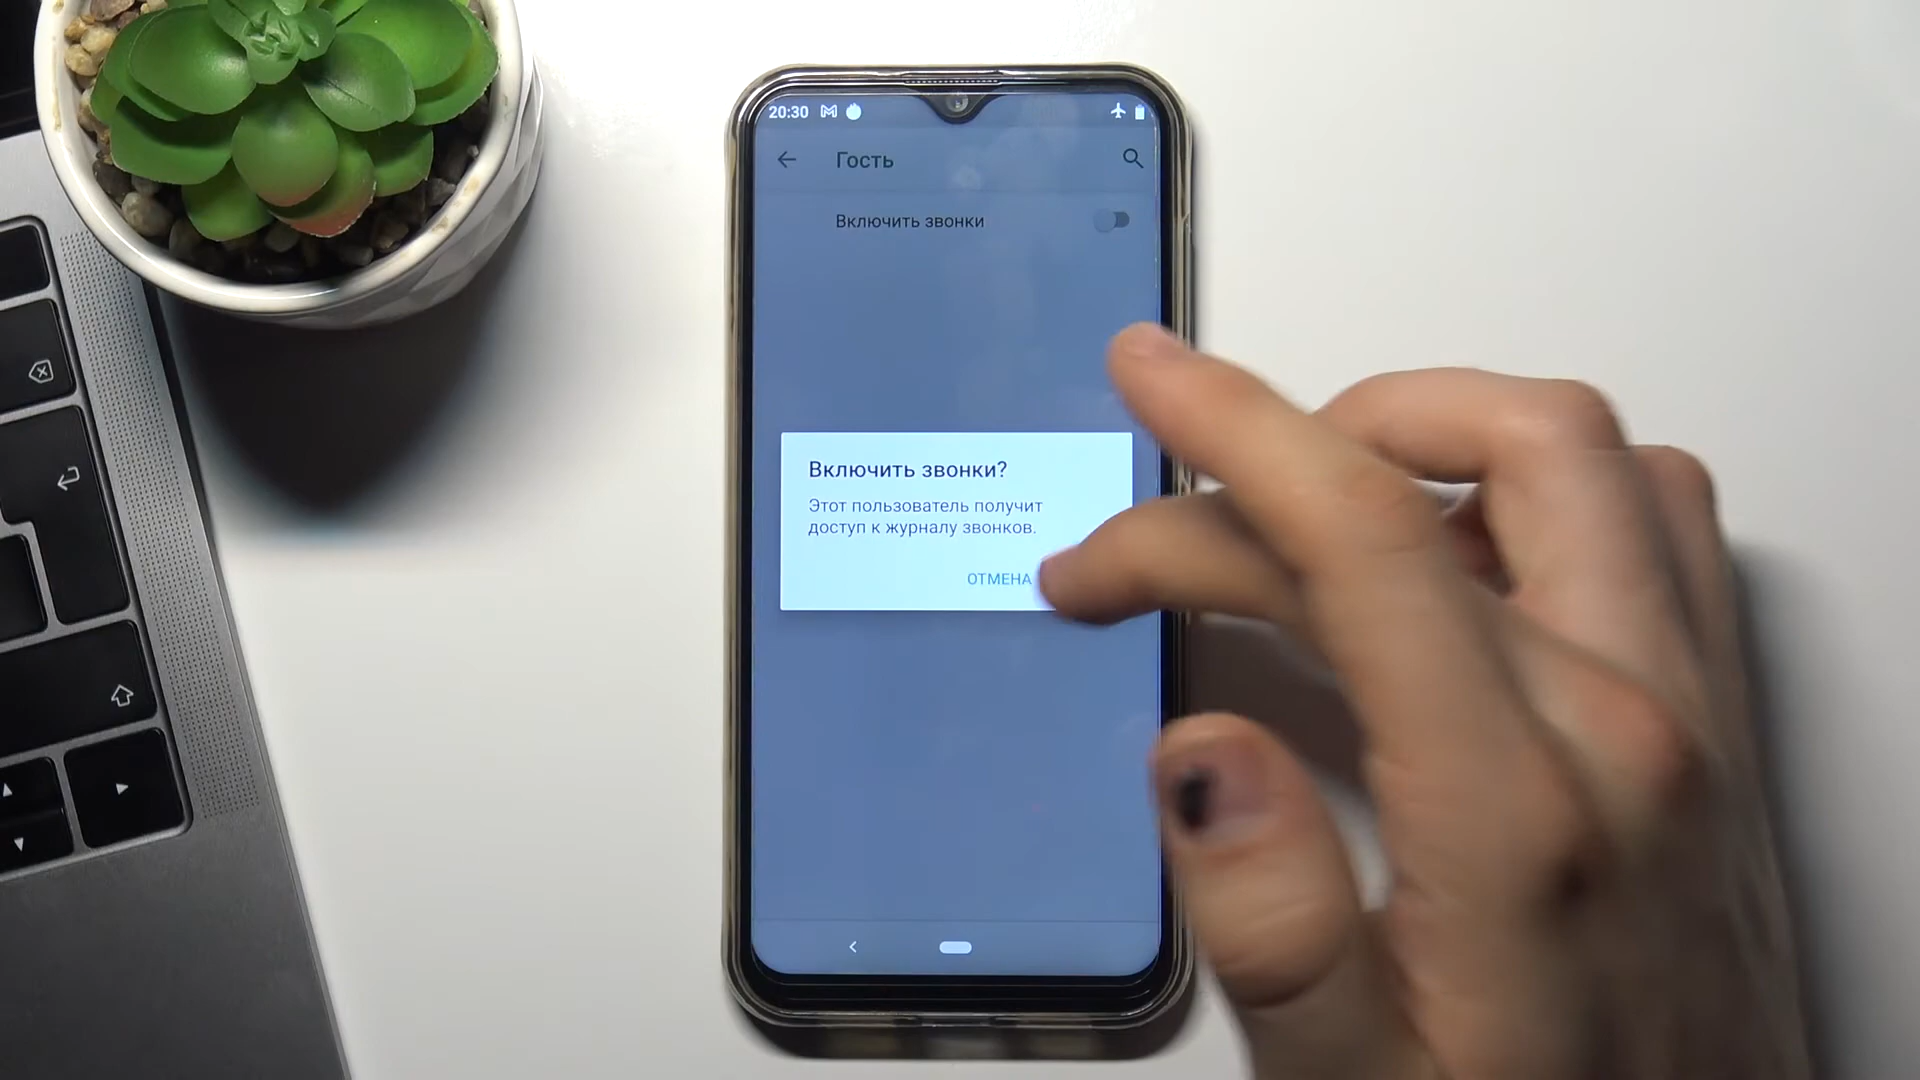 20:30
Гость
Включить звонки
Включить звонки?
Этот пользователь получит
доступ к журналу звонков.
ОТМЕНА